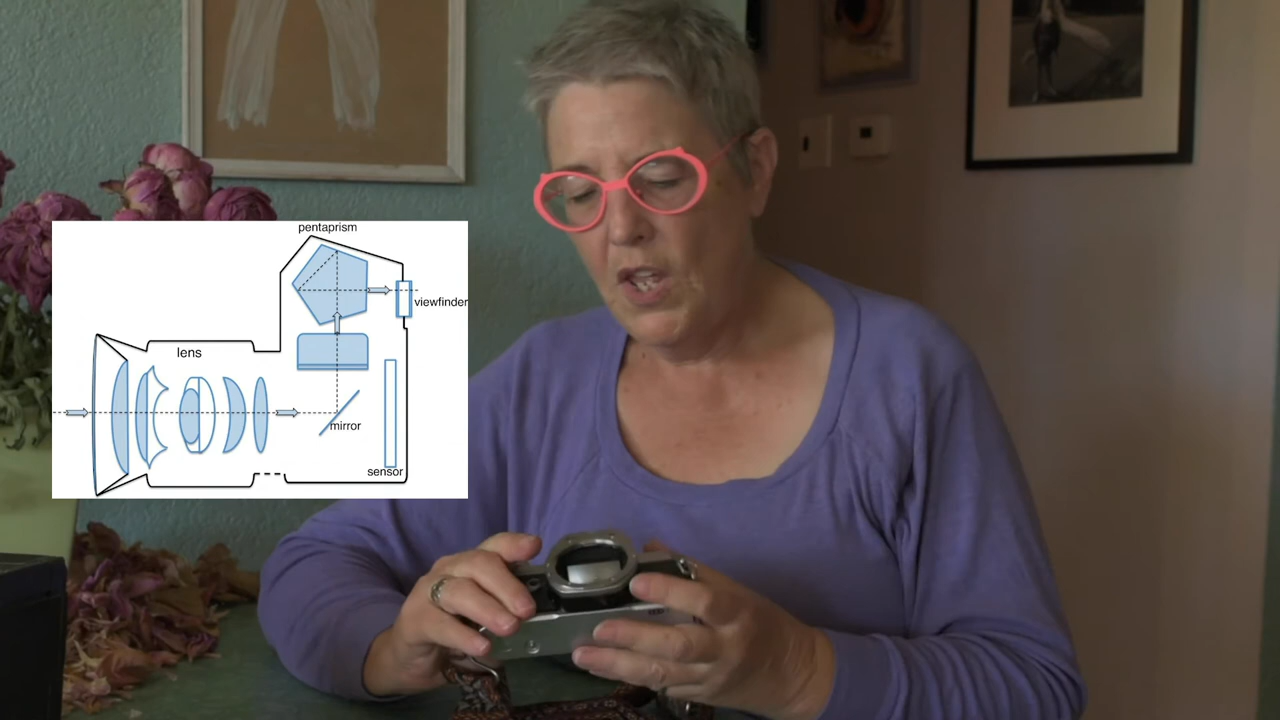 pentaprism
viewfinder
lens
mirror
sensor